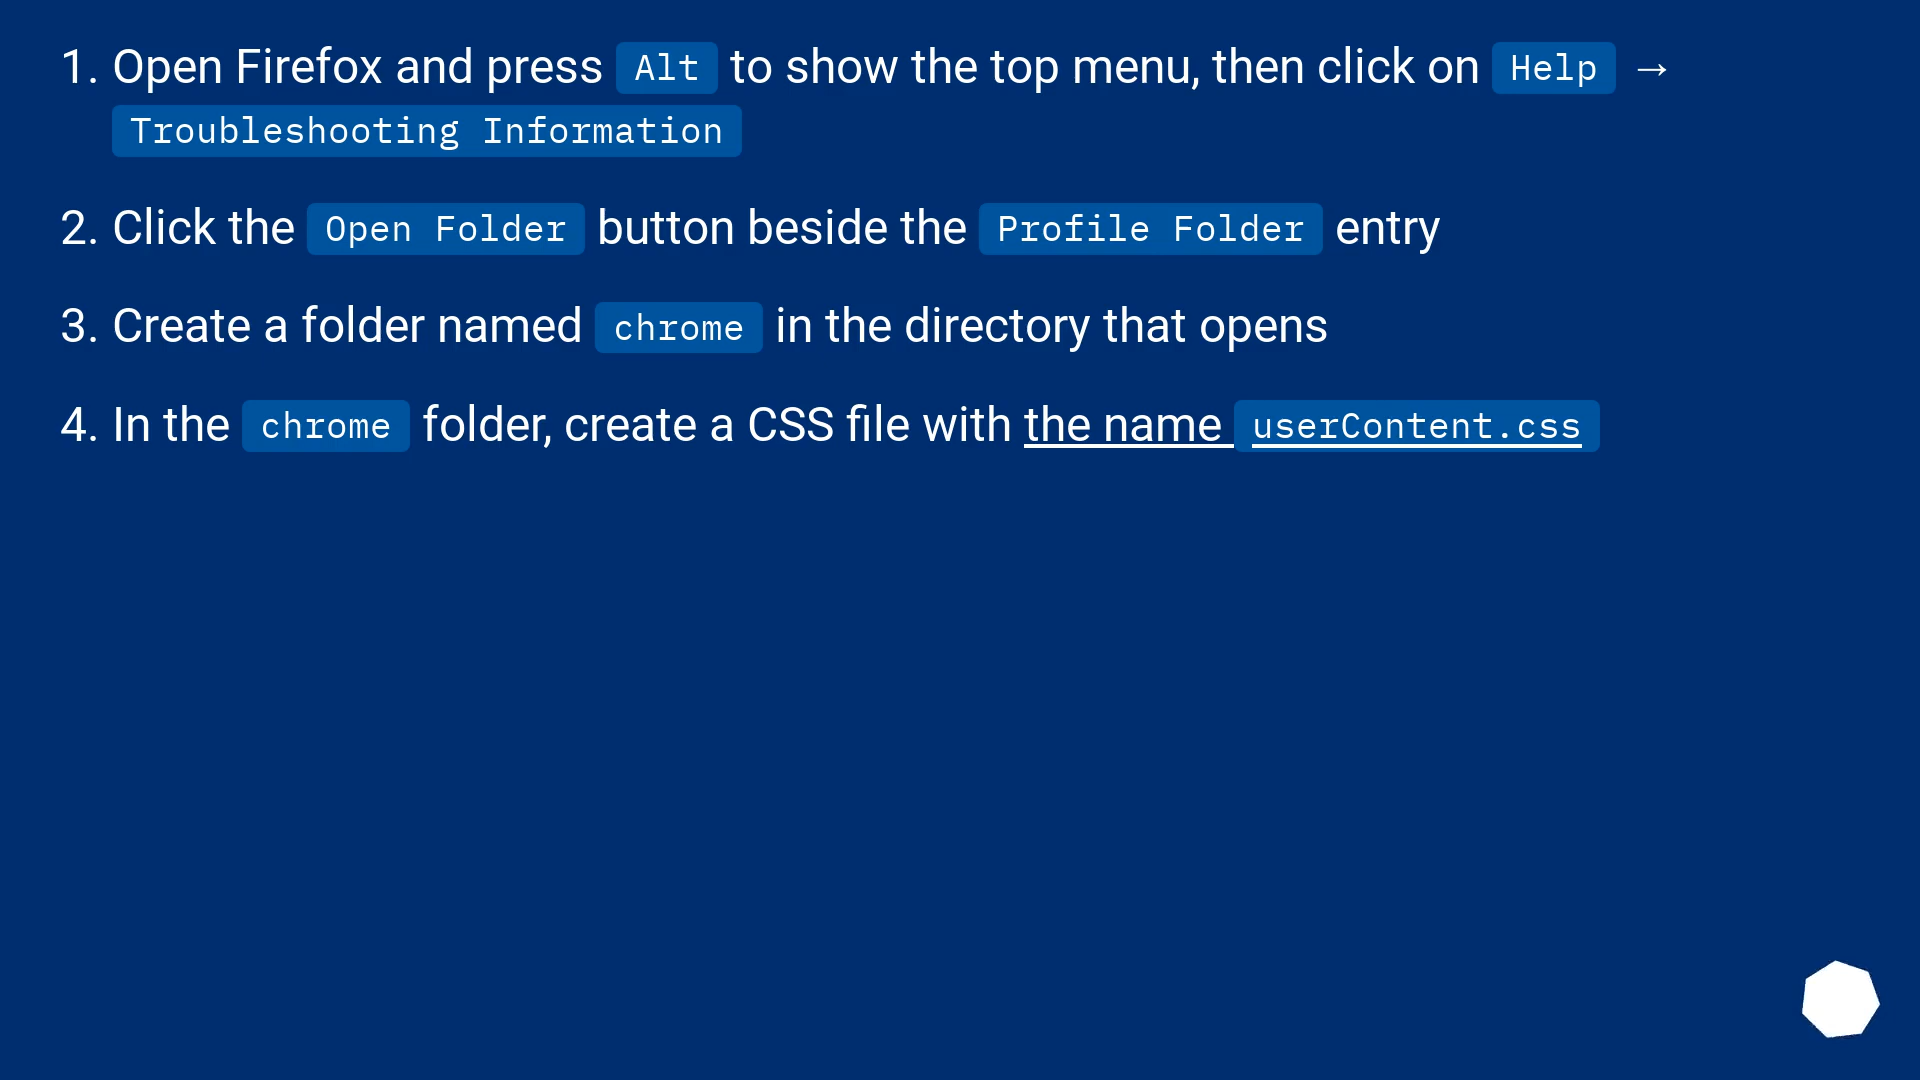 1. Open Firefox and press Alt to show the top menu, then click on Help →
Troubleshooting Information
2. Click the Open Folder button beside the Profile Folder entry
3. Create a folder named chrome in the directory that opens
4. In the chrome folder, create a CSS file with the name userContent.css